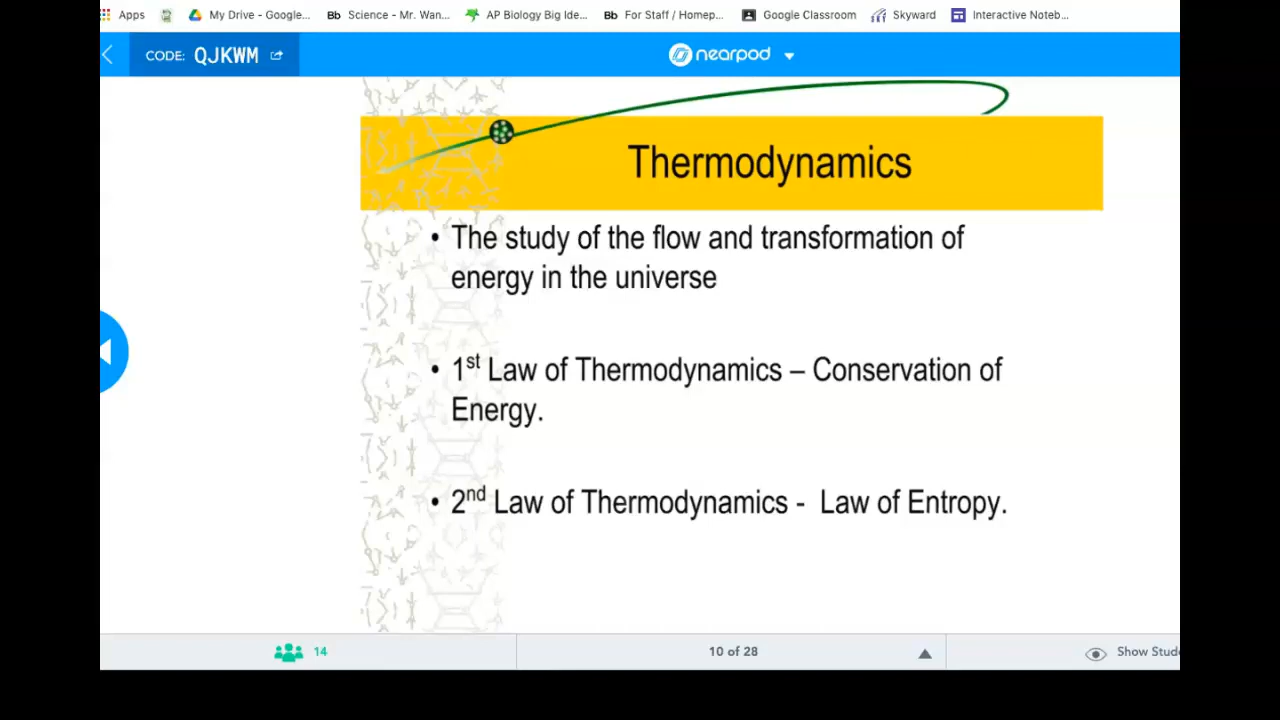 Apps My Drive - Google... Bb Science - Mr. Wan... AP Biology Big Ide... Bb For Staff / Homep... Google Classroom Skyward Interactive Noteb...
CODE: QJKWM nearpod
Thermodynamics
• The study of the flow and transformation of
energy in the universe
• 1st Law of Thermodynamics – Conservation of
Energy.
• 2nd Law of Thermodynamics - Law of Entropy.
14 10 of 28 Show Stude